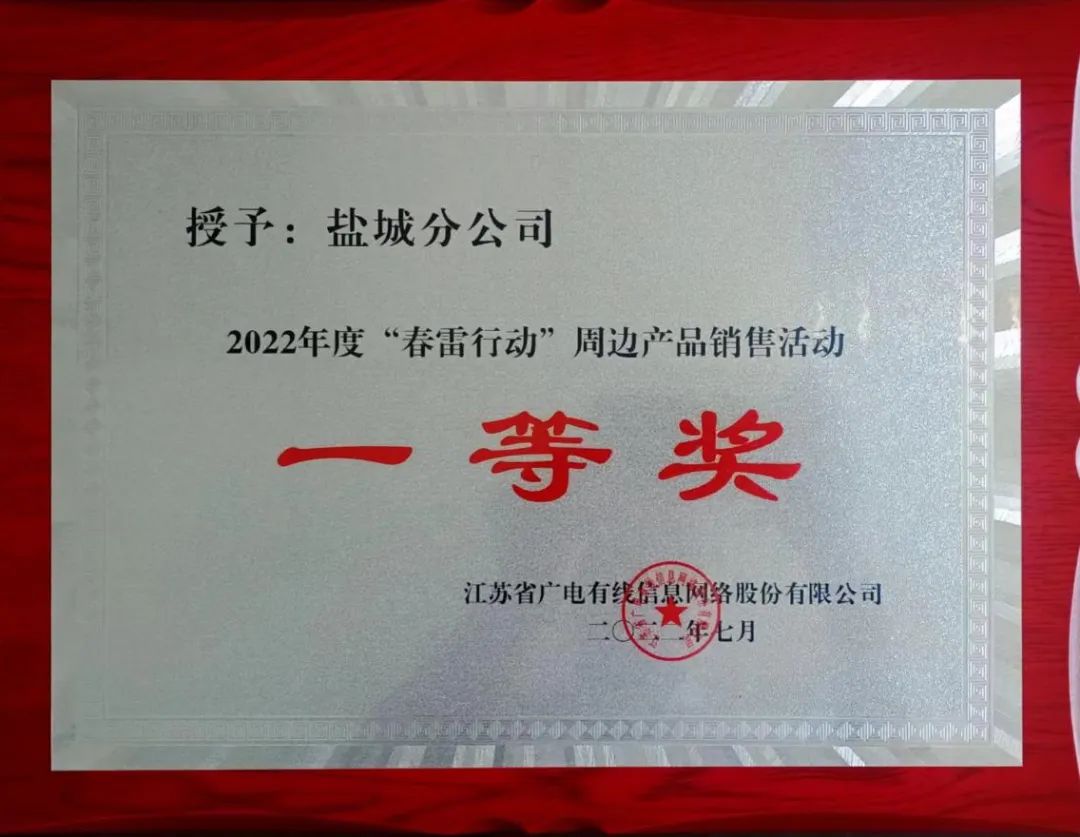 授予：盐城分公司
2022年度“春雷行动”周边产品销售活动
一等奖
江苏省广电有线信息网络股份有限公司
二〇二二年七月